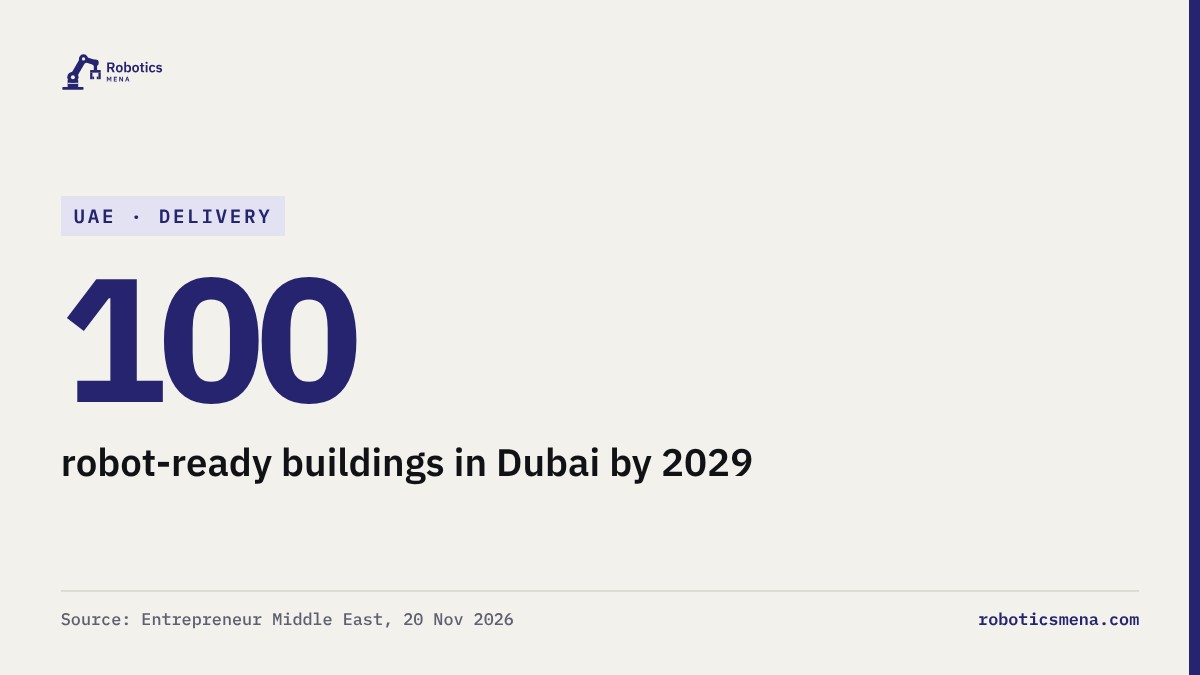 Robotics
MENA
UAE · DELIVERY
100
robot-ready buildings in Dubai by 2029
Source: Entrepreneur Middle East, 20 Nov 2026
roboticsmena.com